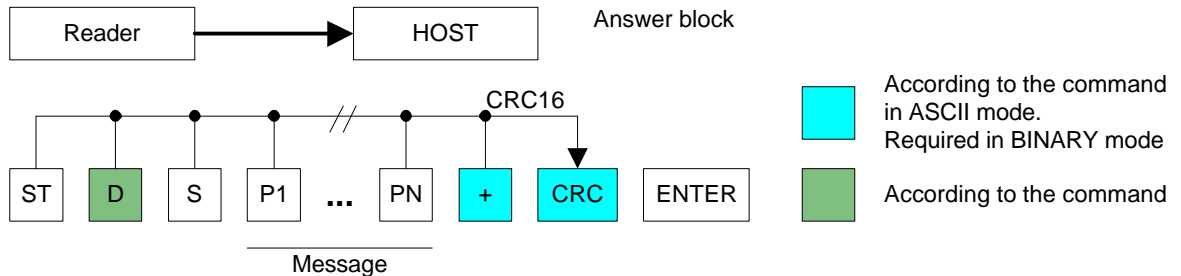 Reader
HOST
Answer block
CRC16
According to the command
in ASCII mode.
Required in BINARY mode
ST D S P1 ... PN + CRC ENTER
According to the command
Message